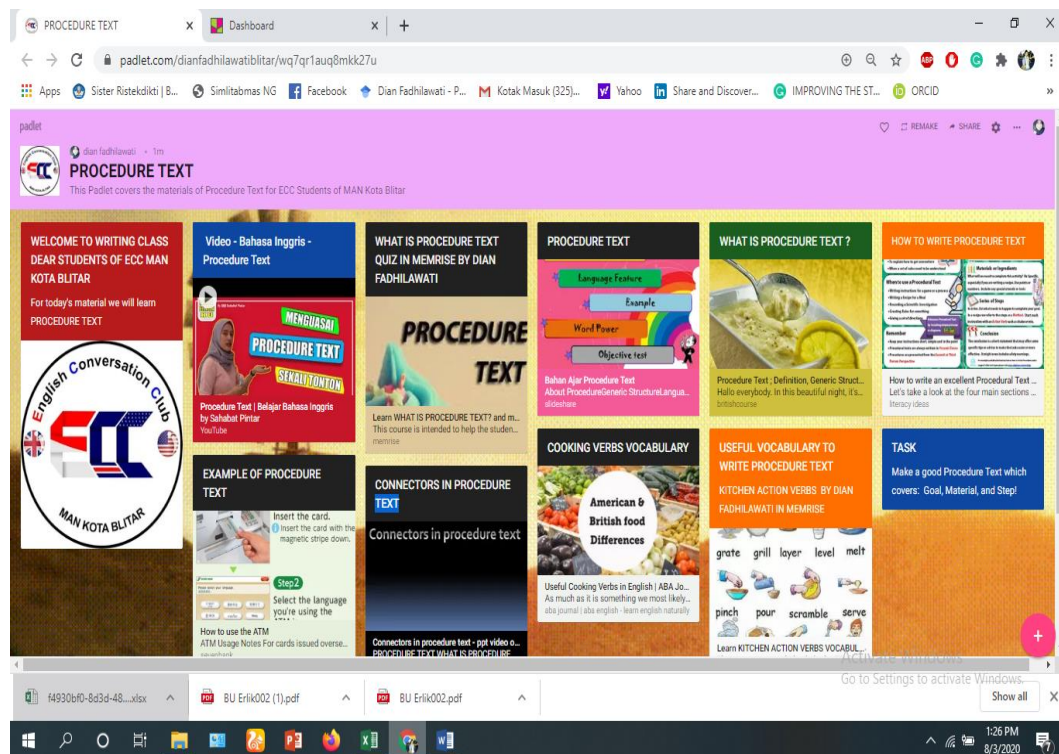 PROCEDURE TEXT
Dashboard
padlet.com/dianfadhilawatiblitar/wq7qr1auq8mkk27u
Apps
Sister Ristekdikti | B...
Simlitabmas NG
Facebook
Dian Fadhilawati - P...
Kotak Masuk (325)...
Yahoo
Share and Discover...
IMPROVING THE ST...
ORCID
padlet
REMAKE
SHARE
dian fadhilawati • 1m
PROCEDURE TEXT
This Padlet covers the materials of Procedure Text for ECC Students of MAN Kota Blitar
WELCOME TO WRITING CLASS
DEAR STUDENTS OF ECC MAN
KOTA BLITAR
For today's material we will learn
PROCEDURE TEXT
English Conversation Club
ECC
MAN KOTA BLITAR
Video - Bahasa Inggris -
Procedure Text
MENGUASAI
PROCEDURE TEXT
SEKALI TONTON
Procedure Text | Belajar Bahasa Inggris
by Sahabat Pintar
YouTube
EXAMPLE OF PROCEDURE
TEXT
Insert the card.
Insert the card with the
magnetic stripe down.
Step2
Select the language
you're using the
How to use the ATM
ATM Usage Notes For cards issued overse...
WHAT IS PROCEDURE TEXT
QUIZ IN MEMRISE BY DIAN
FADHILAWATI
PROCEDURE
TEXT
Learn WHAT IS PROCEDURE TEXT? and m...
This course is intended to help the studen...
memrise
CONNECTORS IN PROCEDURE
TEXT
Connectors in procedure text
Connectors in procedure text - ppt video o...
PROCEDURE TEXT WHAT IS PROCEDURE
PROCEDURE TEXT
Language Feature
Example
Word Power
Objective test
Bahan Ajar Procedure Text
About ProcedureGeneric StructureLangua...
slideshare
COOKING VERBS VOCABULARY
American &
British food
Differences
Useful Cooking Verbs in English | ABA Jo...
As much as it is something we most likely...
aba journal | aba english - learn english naturally
WHAT IS PROCEDURE TEXT ?
Procedure Text ; Definition, Generic Struct...
Hello everybody. In this beautiful night, it's...
britishcourse
USEFUL VOCABULARY TO
WRITE PROCEDURE TEXT
KITCHEN ACTION VERBS BY DIAN
FADHILAWATI IN MEMRISE
grate grill layer level melt
pinch pour scramble serve
Learn KITCHEN ACTION VERBS VOCABUL...
HOW TO WRITE PROCEDURE TEXT
Materials or Ingredients
Series of Steps
Conclusion
Remember
How to write an excellent Procedural Text ...
Let's take a look at the four main sections ...
literacy ideas
TASK
Make a good Procedure Text which
covers: Goal, Material, and Step!
Activate Windows
Go to Settings to activate Windows.
f4930bf0-8d3d-48....xlsx
BU Erlik002 (1).pdf
BU Erlik002.pdf
Show all
1:26 PM
8/3/2020